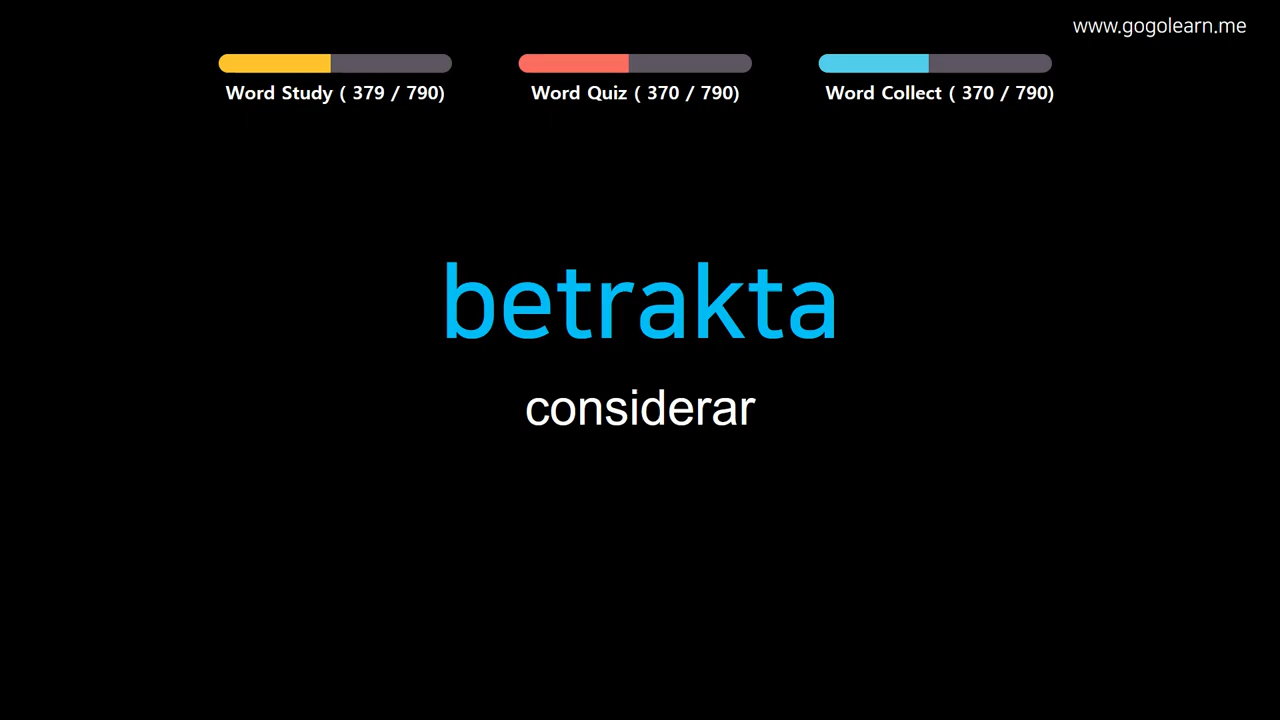 www.gogolearn.me
Word Study ( 379 / 790)
Word Quiz ( 370 / 790)
Word Collect ( 370 / 790)
betrakta
considerar